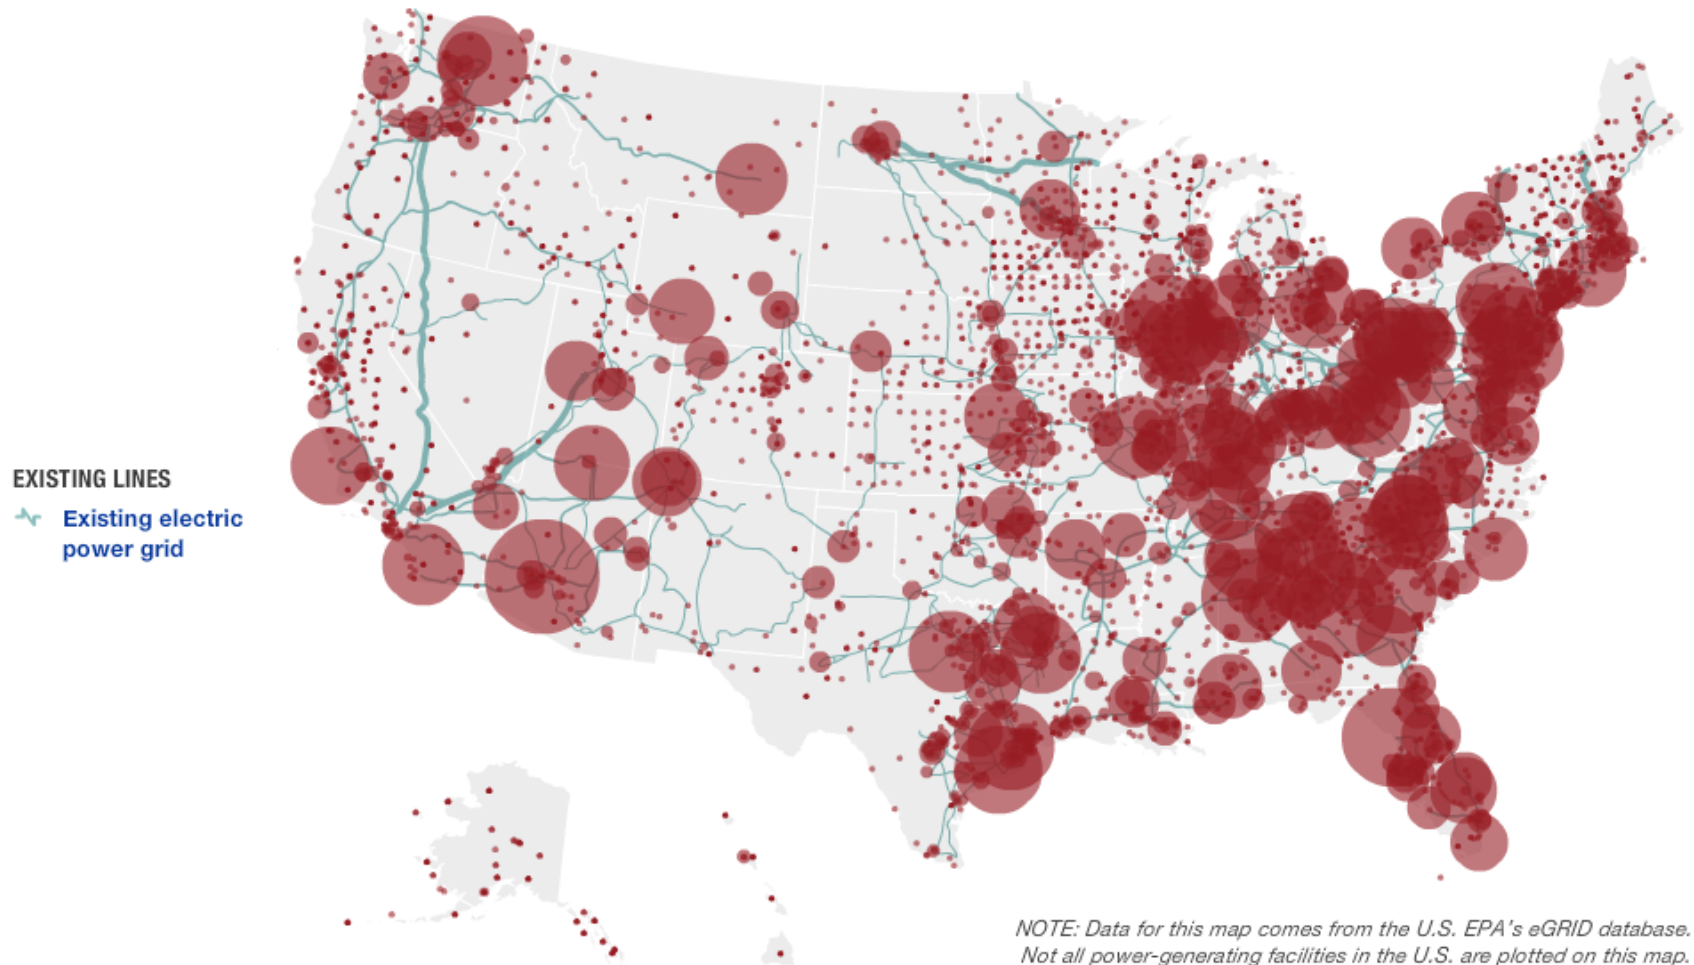 EXISTING LINES
Existing electric
power grid
NOTE: Data for this map comes from the U.S. EPA's eGRID database.
Not all power-generating facilities in the U.S. are plotted on this map.